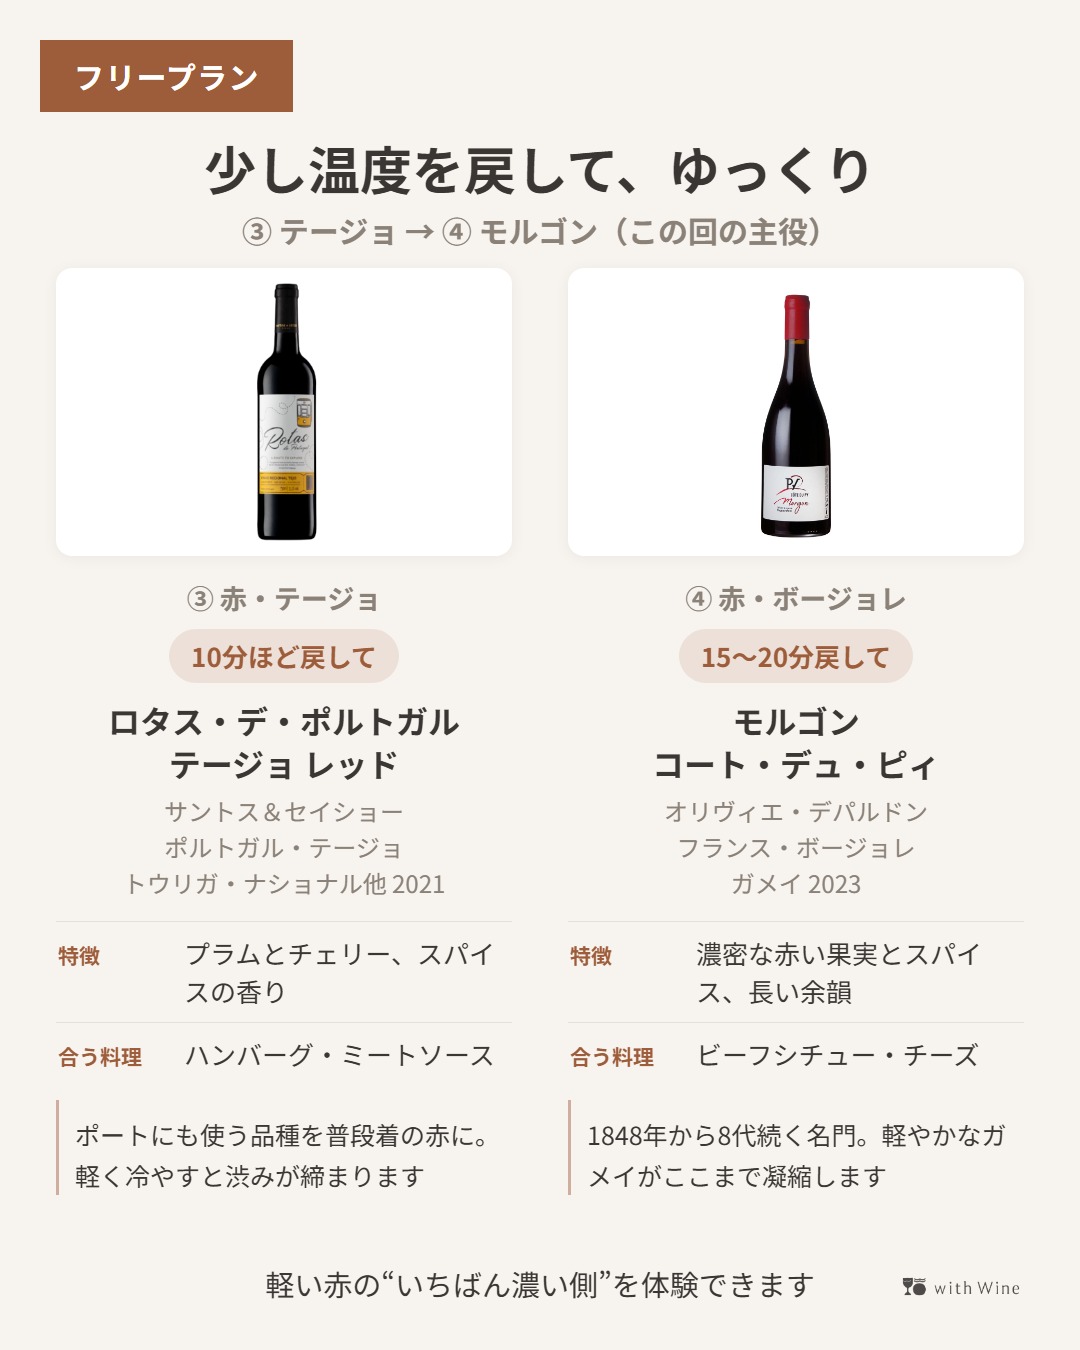 フリープラン
少し温度を戻して、ゆっくり
③ テージョ → ④ モルゴン（この回の主役）
Rotas
de Portugal
PL
Morgon
③ 赤・テージョ
10分ほど戻して
ロタス・デ・ポルトガル
テージョ レッド
サントス＆セイショー
ポルトガル・テージョ
トウリガ・ナショナル他 2021
特徴
プラムとチェリー、スパイ
スの香り
合う料理
ハンバーグ・ミートソース
ポートにも使う品種を普段着の赤に。
軽く冷やすと渋みが締まります
④ 赤・ボージョレ
15〜20分戻して
モルゴン
コート・デュ・ピィ
オリヴィエ・デパルドン
フランス・ボージョレ
ガメイ 2023
特徴
濃密な赤い果実とスパイ
ス、長い余韻
合う料理
ビーフシチュー・チーズ
1848年から8代続く名門。軽やかなガ
メイがここまで凝縮します
軽い赤の“いちばん濃い側”を体験できます
with Wine